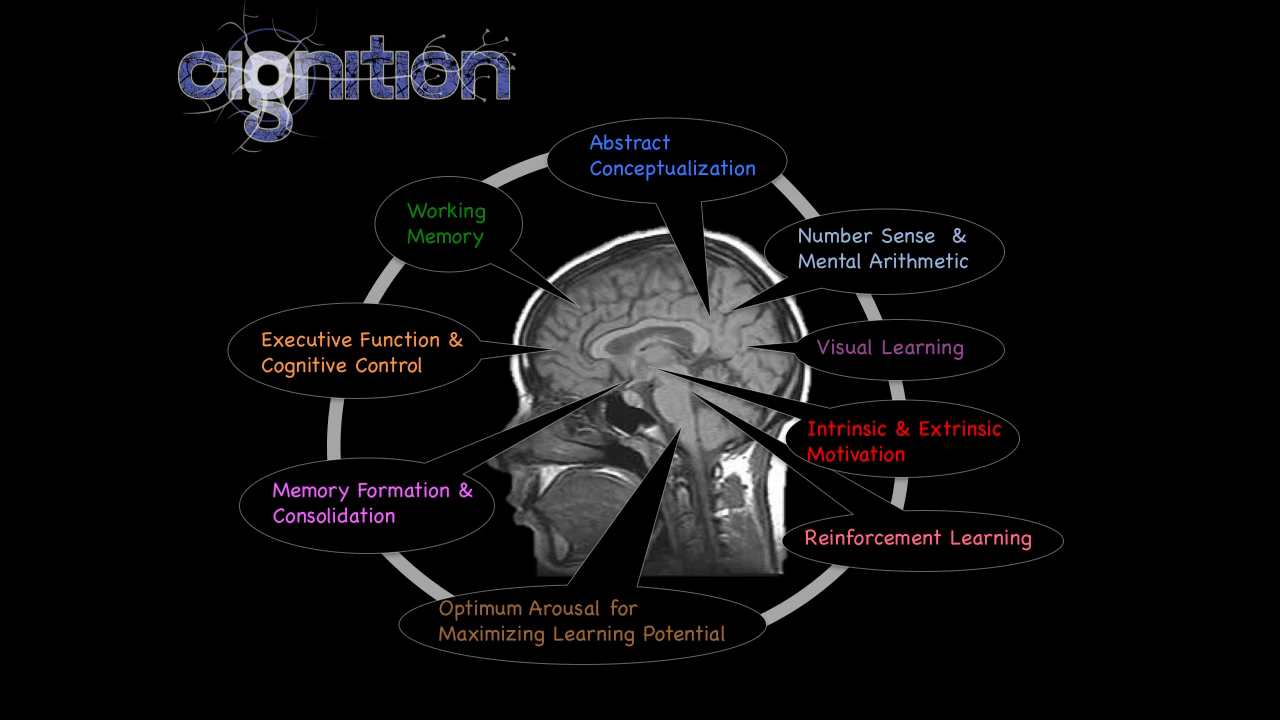 cignition
Abstract
Conceptualization
Working
Memory
Number Sense &
Mental Arithmetic
Executive Function &
Cognitive Control
Visual Learning
Intrinsic & Extrinsic
Motivation
Memory Formation &
Consolidation
Reinforcement Learning
Optimum Arousal for
Maximizing Learning Potential